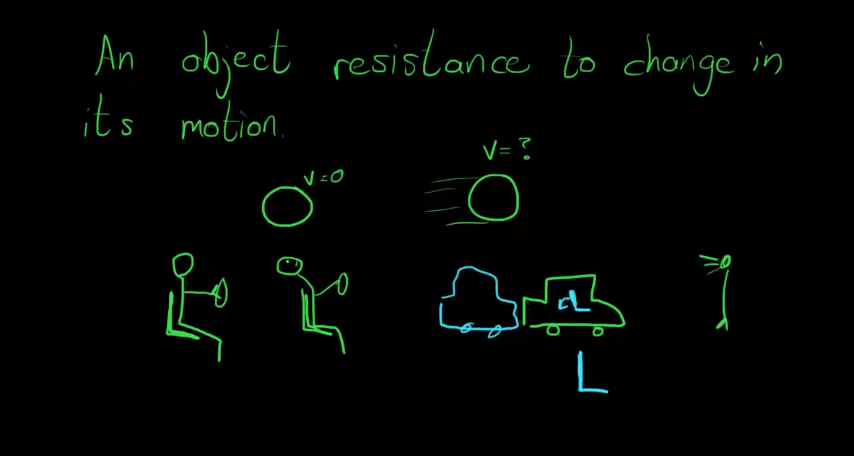 An object resistance to change in
its motion.
V = ?
V = 0